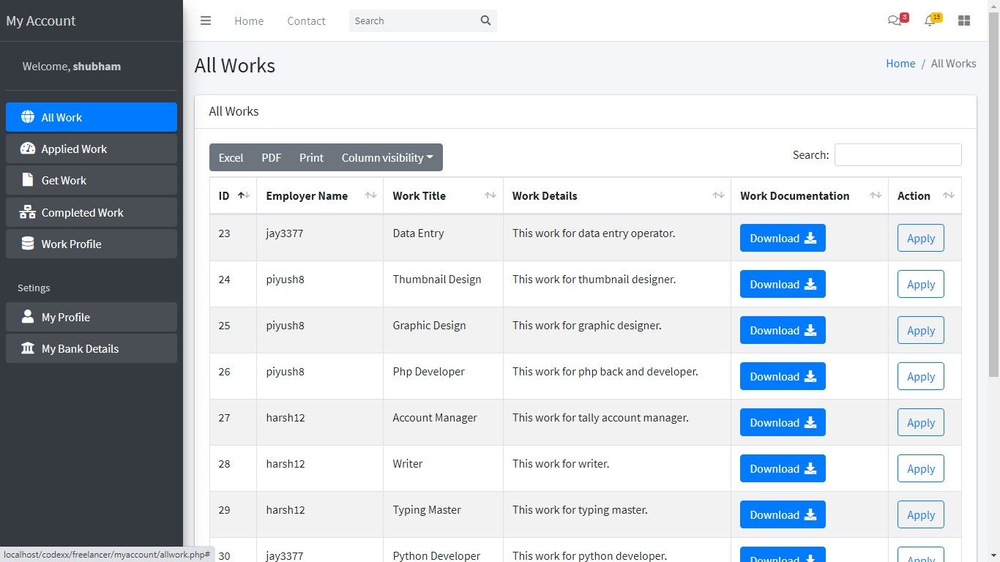 My Account
Home Contact Search 3 15
Welcome, shubham
All Work
Applied Work
Get Work
Completed Work
Work Profile
Setings
My Profile
My Bank Details
All Works
Home / All Works
All Works
Excel PDF Print Column visibility
Search:
ID Employer Name Work Title Work Details Work Documentation Action
23 jay3377 Data Entry This work for data entry operator. Download Apply
24 piyush8 Thumbnail Design This work for thumbnail designer. Download Apply
25 piyush8 Graphic Design This work for graphic designer. Download Apply
26 piyush8 Php Developer This work for php back and developer. Download Apply
27 harsh12 Account Manager This work for tally account manager. Download Apply
28 harsh12 Writer This work for writer. Download Apply
29 harsh12 Typing Master This work for typing master. Download Apply
30 jay3377 Python Developer This work for python developer. Download Apply
localhost/codexx/freelancer/myaccount/allwork.php#